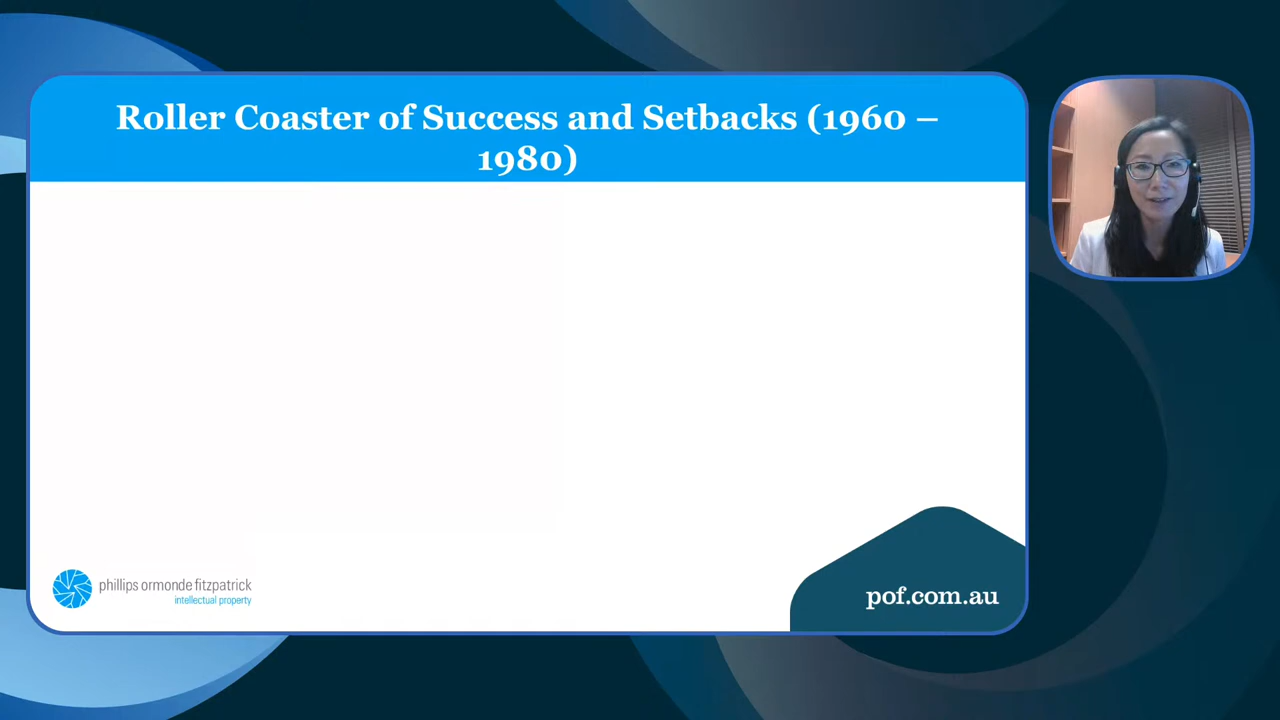 Roller Coaster of Success and Setbacks (1960 –
1980)
phillips ormonde fitzpatrick
intellectual property
pof.com.au